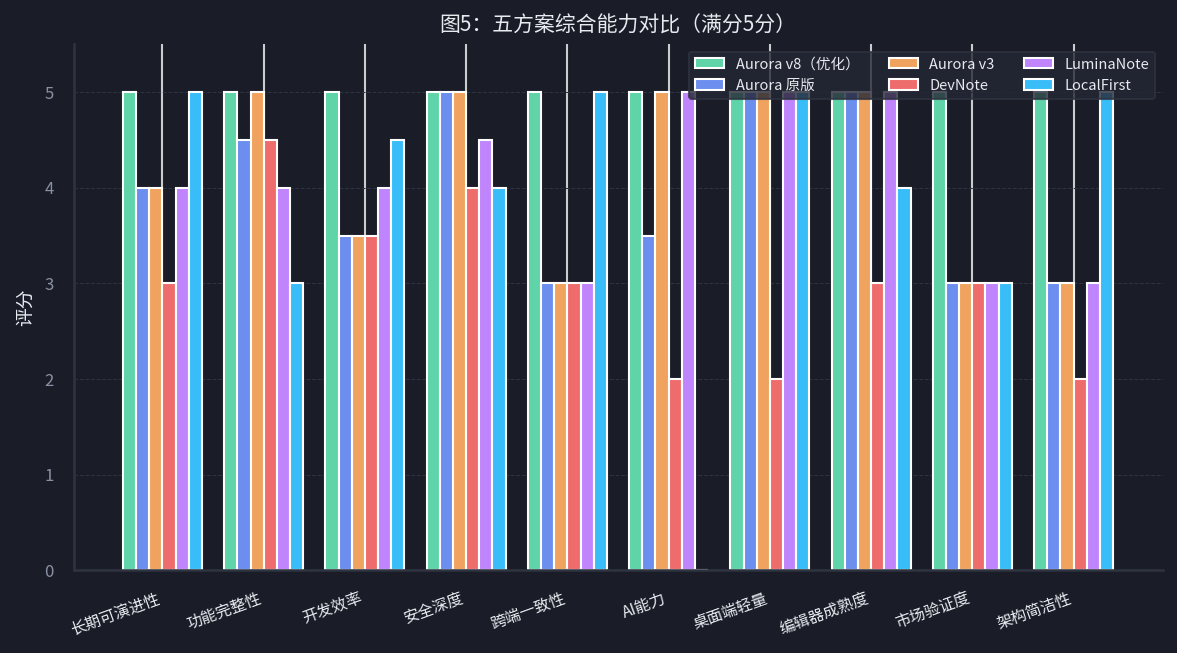 图5：五方案综合能力对比（满分5分）
Aurora v8（优化）
Aurora v3
LuminaNote
Aurora 原版
DevNote
LocalFirst
评分
5
4
3
2
1
0
长期可演进性
功能完整性
开发效率
安全深度
跨端一致性
AI能力
桌面端轻量
编辑器成熟度
市场验证度
架构简洁性